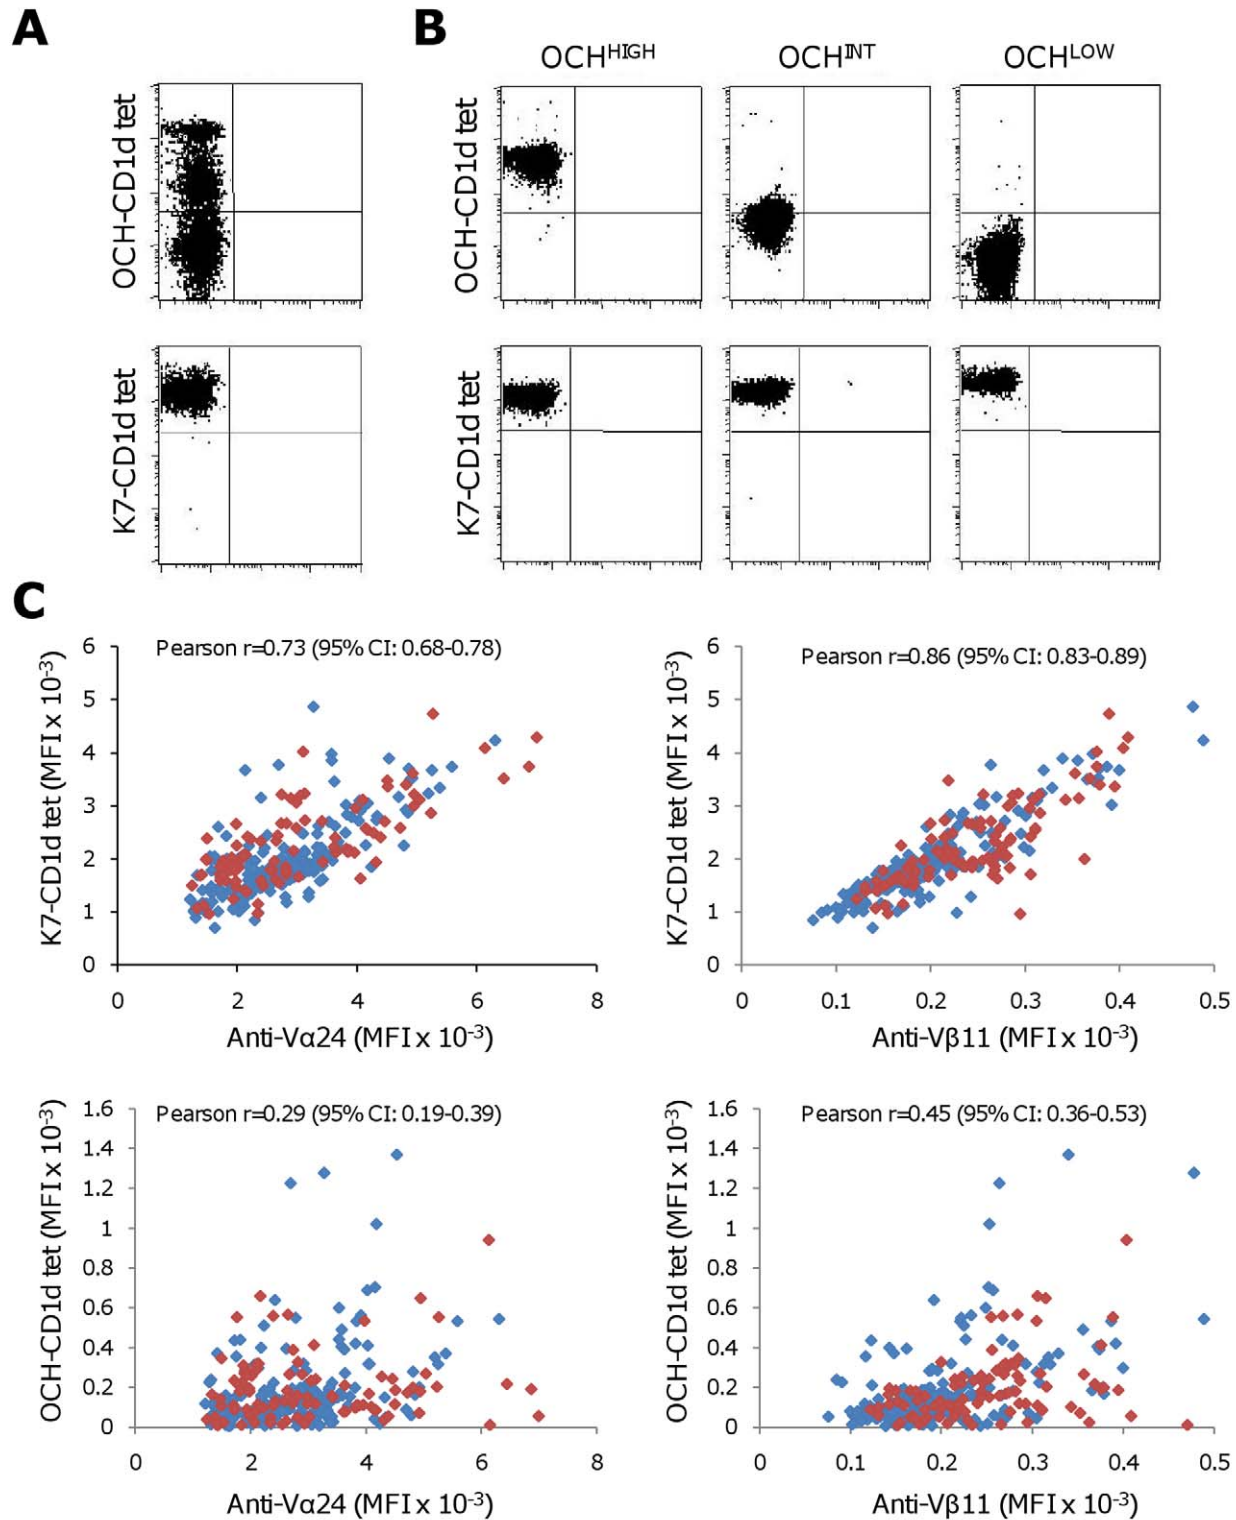 A
B
OCHHIGH
OCHINT
OCHLOW
OCH-CD1d tet
OCH-CD1d tet
K7-CD1d tet
K7-CD1d tet
C
Pearson r=0.73 (95% CI: 0.68-0.78)
K7-CD1d tet (MFI x 10-3)
6
5
4
3
2
1
0
0
2
4
6
8
Anti-Vα24 (MFI x 10-3)
Pearson r=0.86 (95% CI: 0.83-0.89)
K7-CD1d tet (MFI x 10-3)
6
5
4
3
2
1
0
0
0.1
0.2
0.3
0.4
0.5
Anti-Vβ11 (MFI x 10-3)
Pearson r=0.29 (95% CI: 0.19-0.39)
OCH-CD1d tet (MFI x 10-3)
1.6
1.4
1.2
1
0.8
0.6
0.4
0.2
0
0
2
4
6
8
Anti-Vα24 (MFI x 10-3)
Pearson r=0.45 (95% CI: 0.36-0.53)
OCH-CD1d tet (MFI x 10-3)
1.6
1.4
1.2
1
0.8
0.6
0.4
0.2
0
0
0.1
0.2
0.3
0.4
0.5
Anti-Vβ11 (MFI x 10-3)